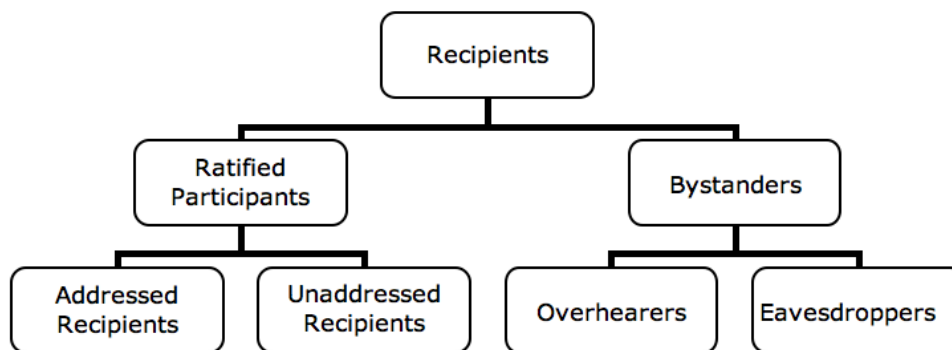 Recipients
Ratified
Participants
Bystanders
Addressed
Recipients
Unaddressed
Recipients
Overhearers
Eavesdroppers